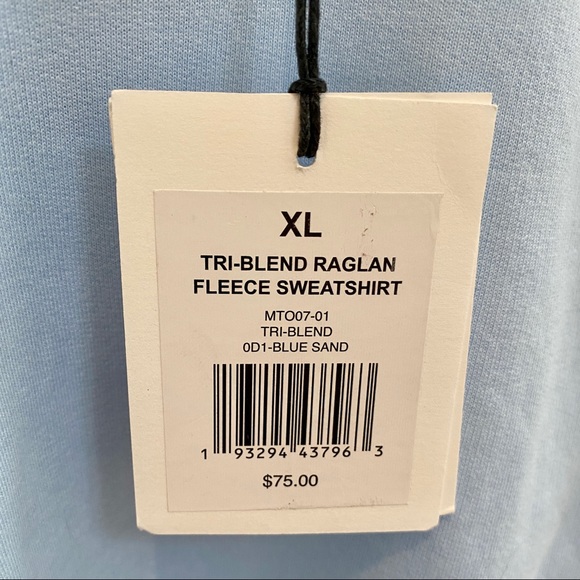 XL
TRI-BLEND RAGLAN
FLEECE SWEATSHIRT
MTO07-01
TRI-BLEND
0D1-BLUE SAND
1 93294 43796 3
$75.00